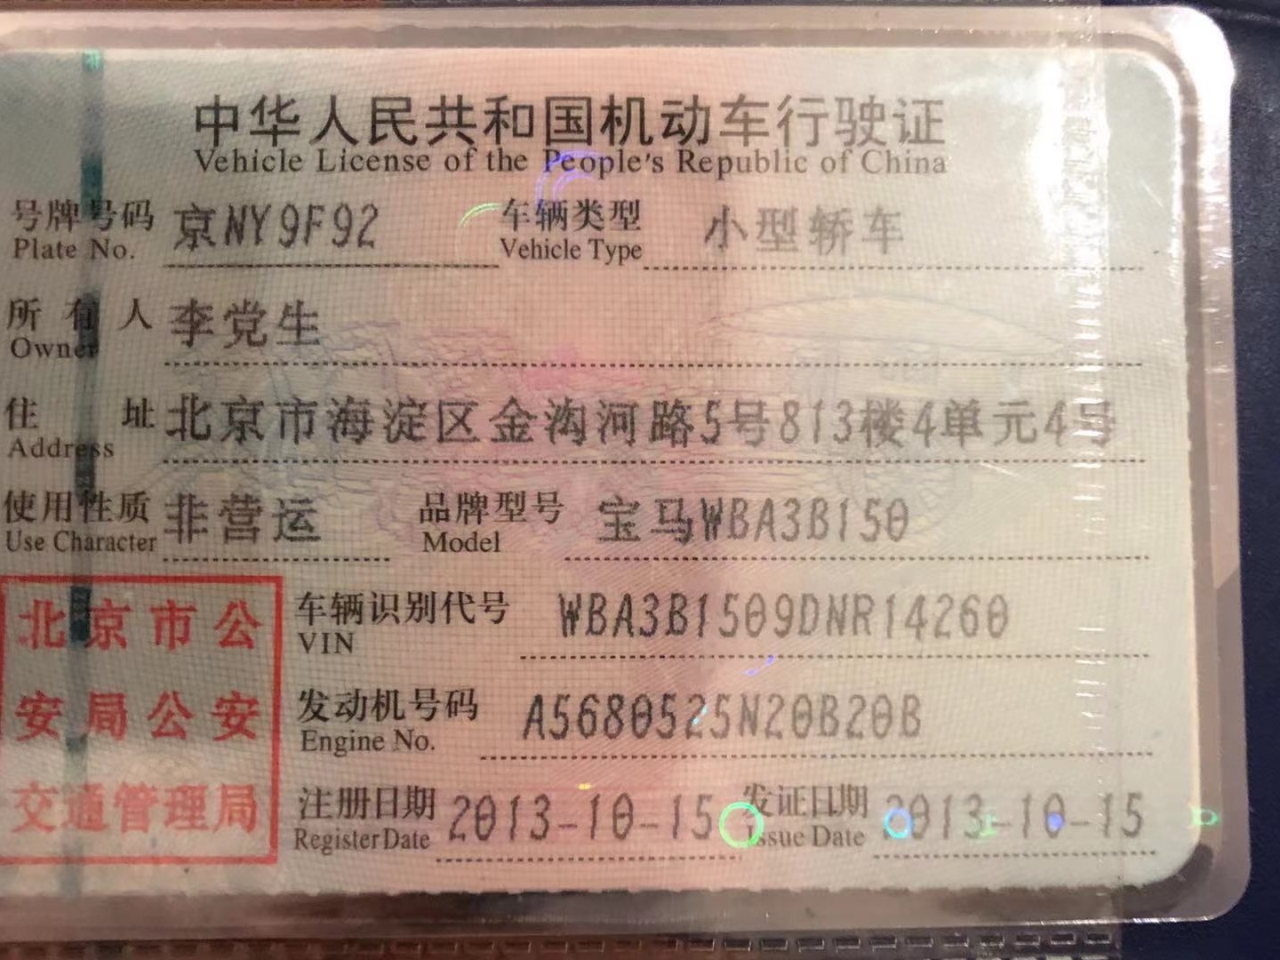 中华人民共和国机动车行驶证
Vehicle License of the People's Republic of China
号牌号码 京NY9F92 车辆类型 小型轿车
Plate No. Vehicle Type
所有人 李党生
Owner
住址 北京市海淀区金沟河路5号813楼4单元4号
Address
使用性质 非营运 品牌型号 宝马WBA3B150
Use Character Model
车辆识别代号 WBA3B1509DNR14260
VIN
发动机号码 A5680525N20B20B
Engine No.
注册日期 2013-10-15 发证日期 2013-10-15
Register Date Issue Date
北京市公
安局公安
交通管理局